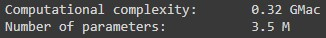 Computational complexity: 0.32 GMac
Number of parameters: 3.5 M